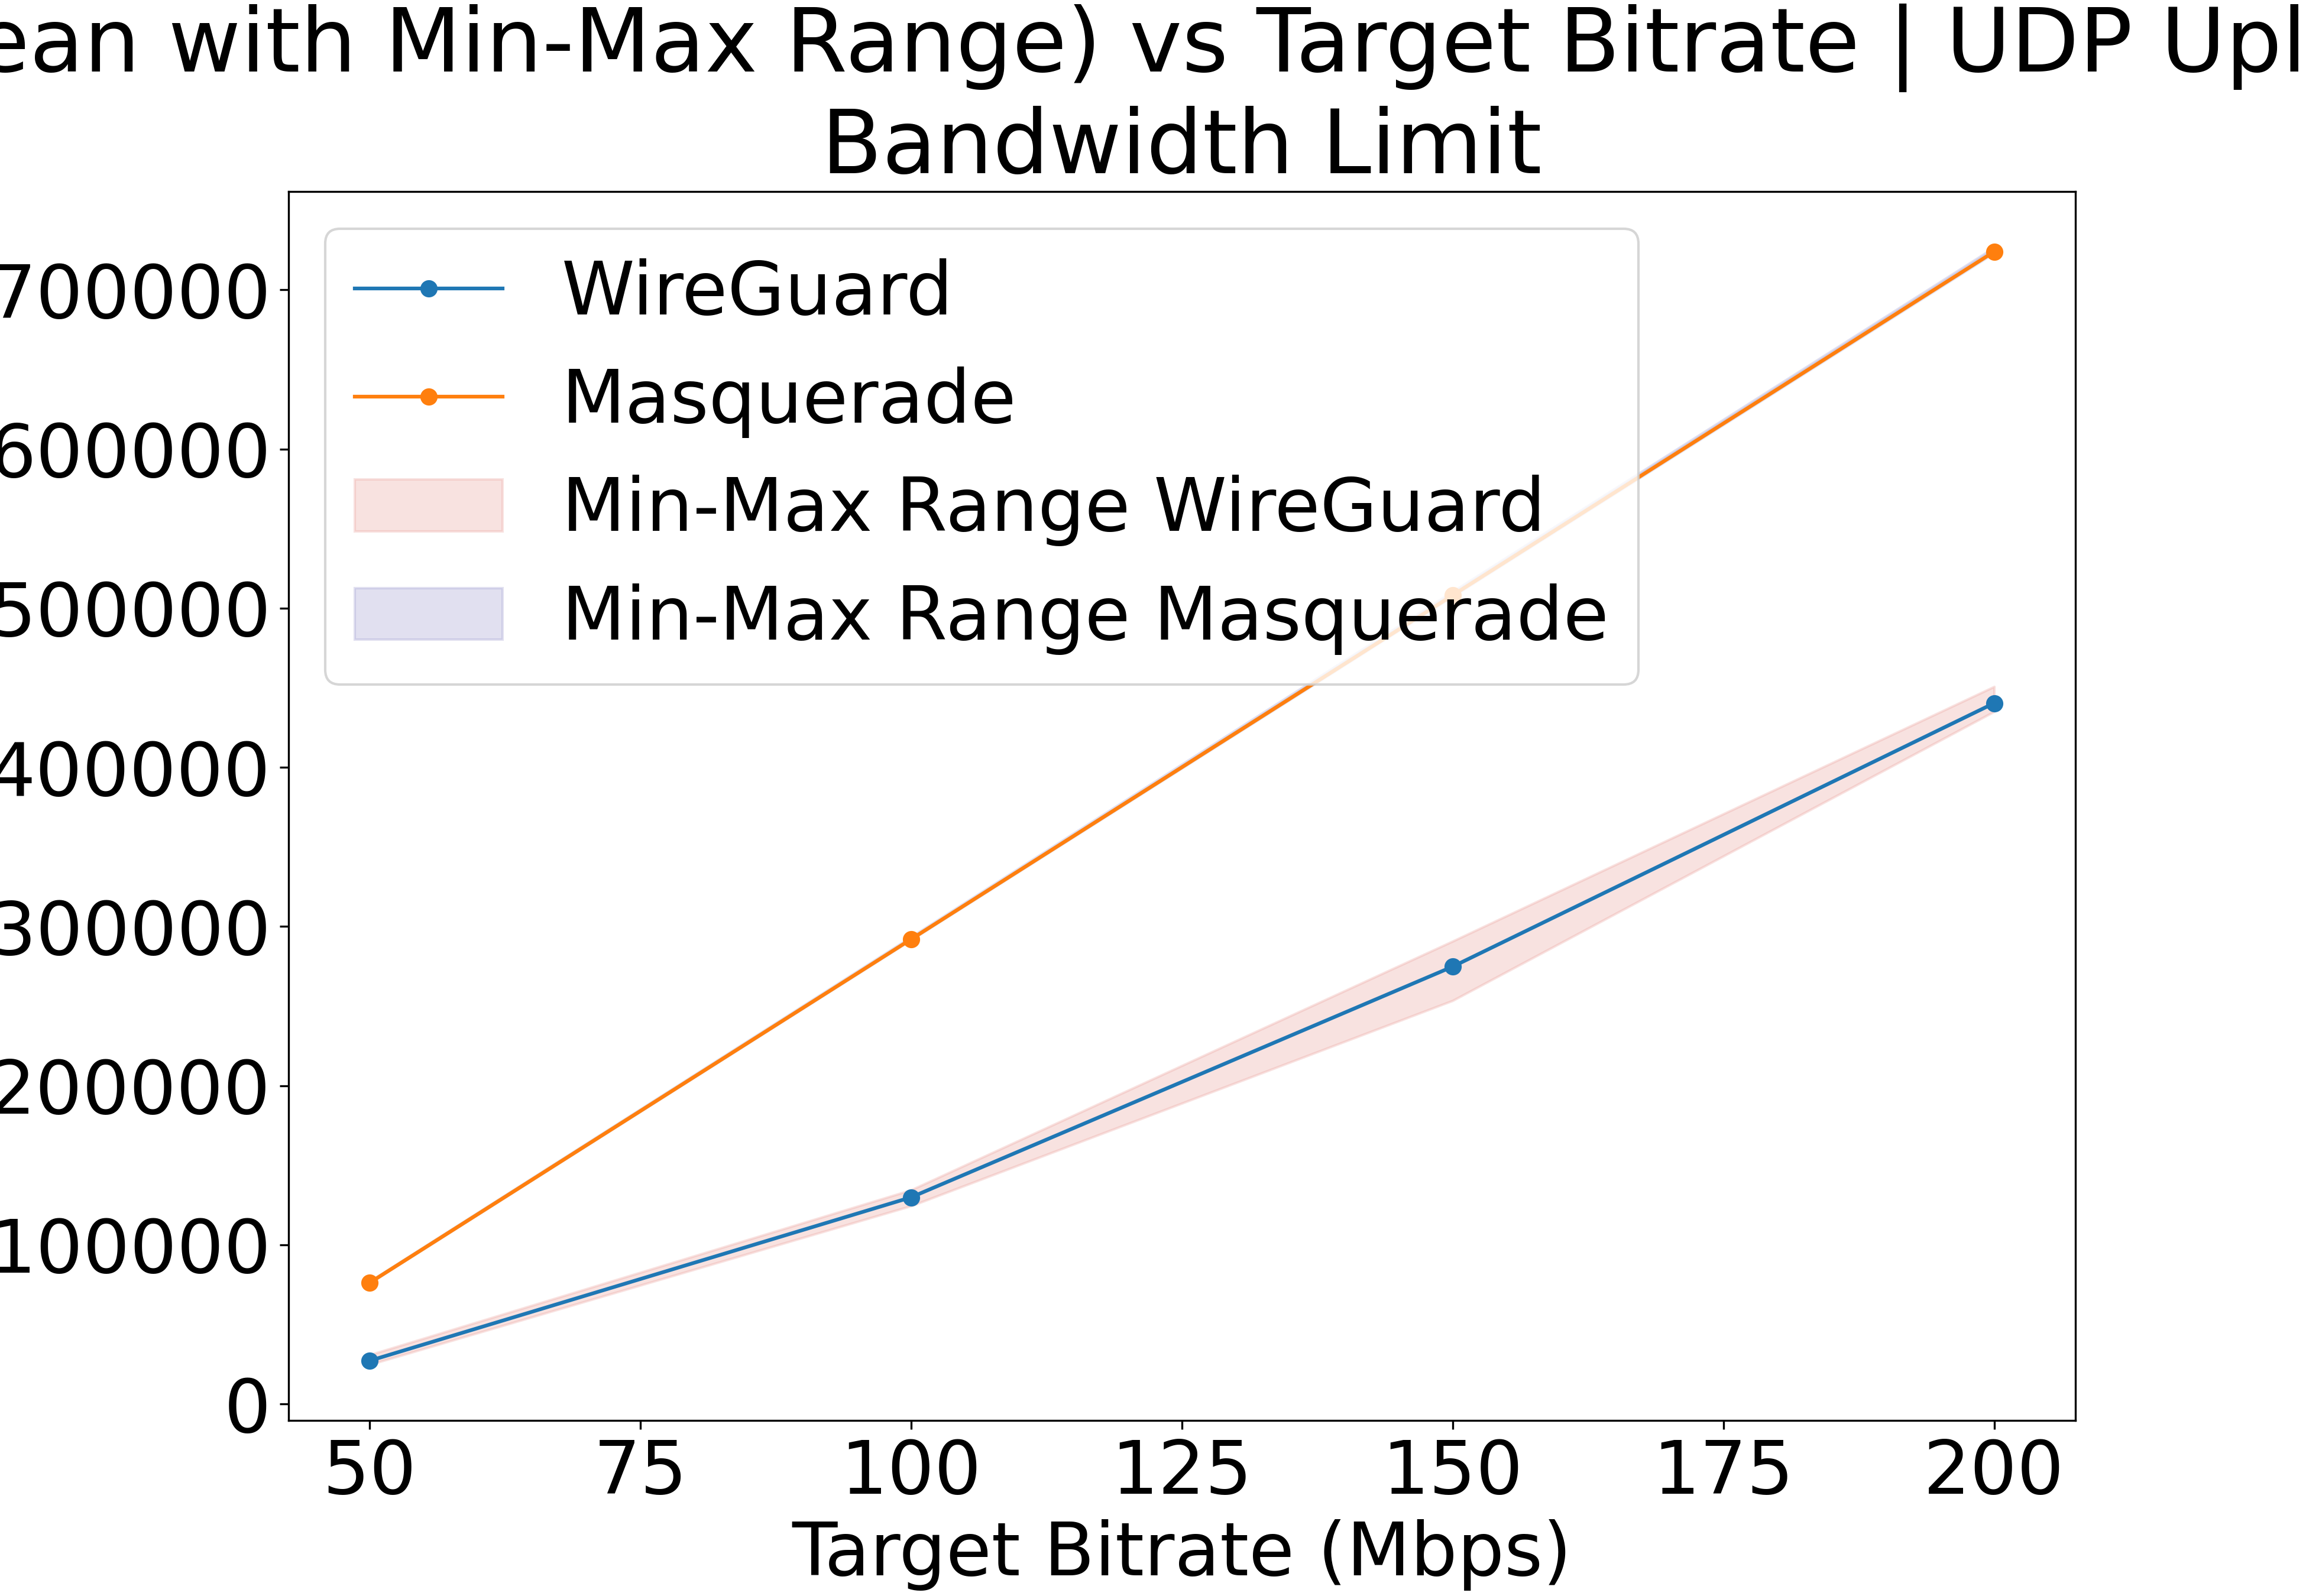 ean with Min-Max Range) vs Target Bitrate | UDP Upl
Bandwidth Limit
WireGuard
Masquerade
Min-Max Range WireGuard
Min-Max Range Masquerade
700000
600000
500000
400000
300000
200000
100000
0
50 75 100 125 150 175 200
Target Bitrate (Mbps)